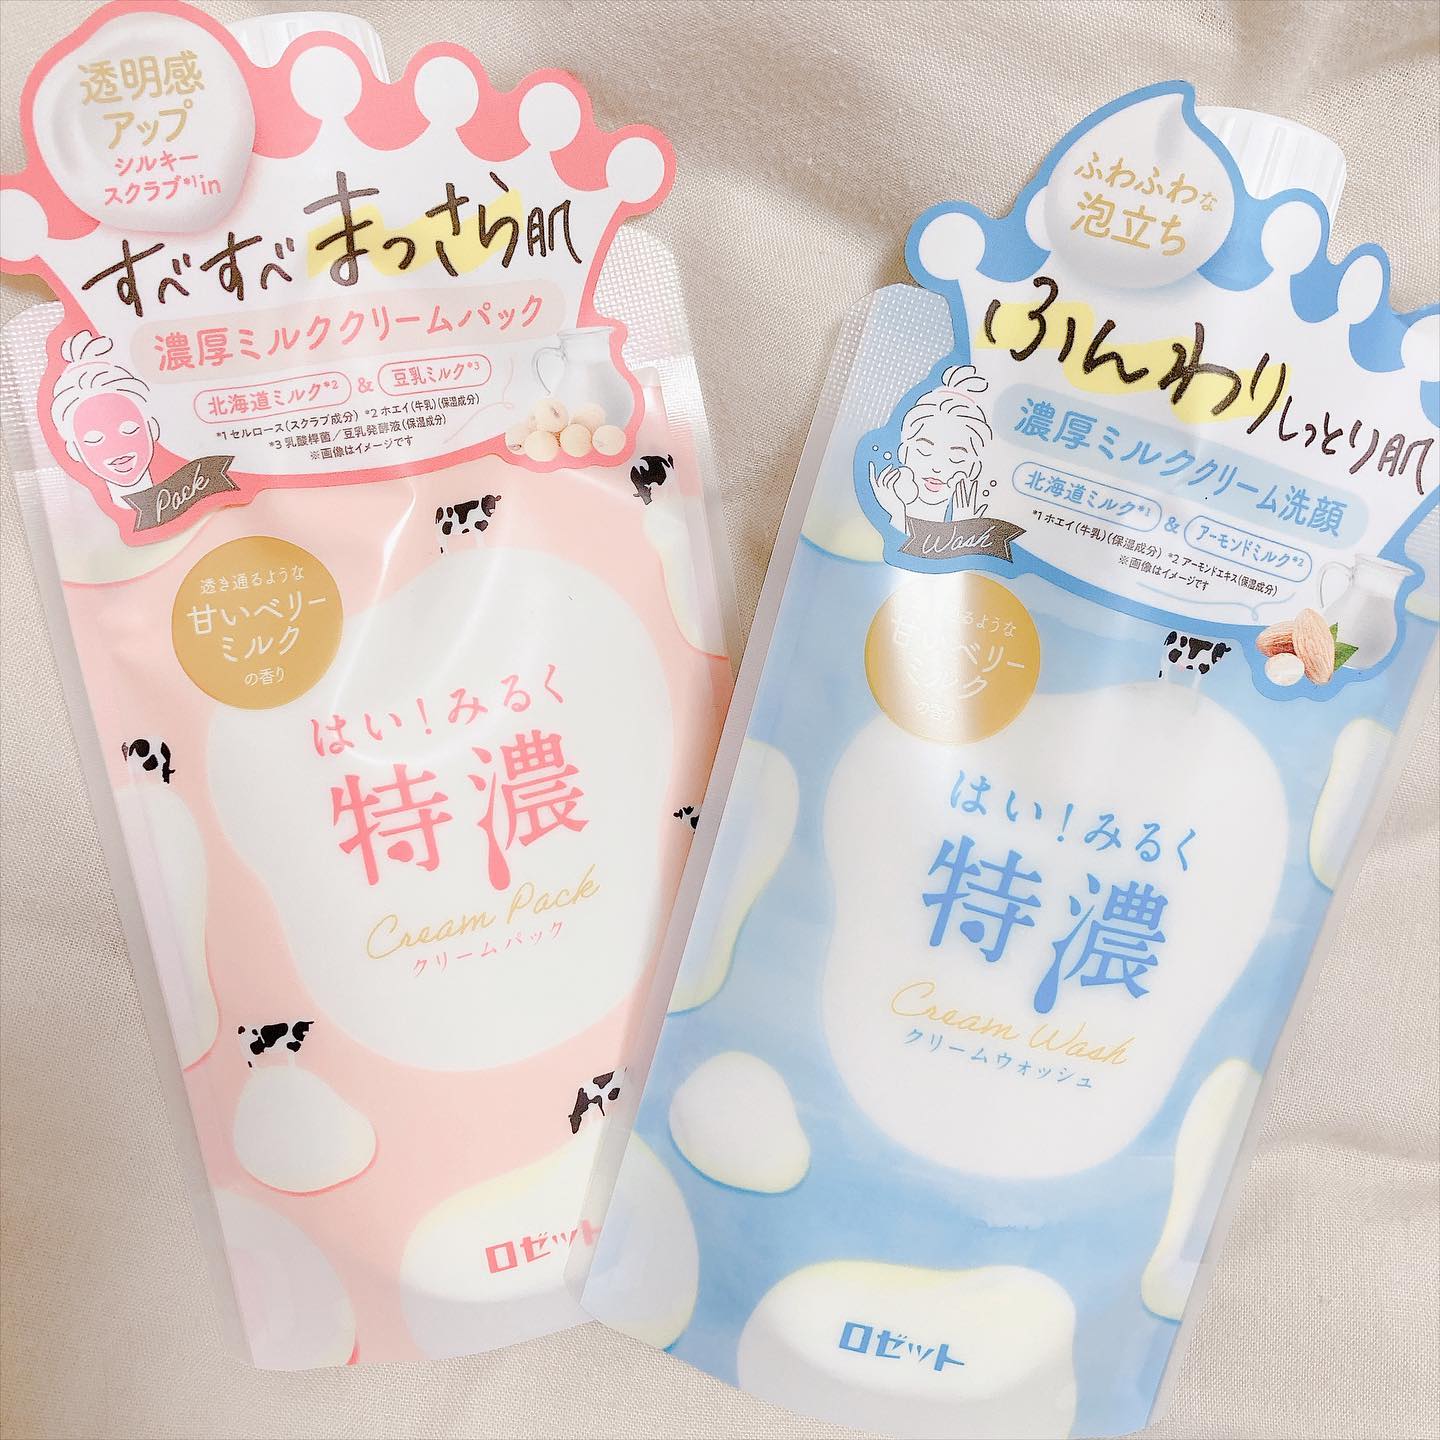 透明感
アップ
シルキー
スクラブ*1in
すべすべまっさら肌
濃厚ミルククリームパック
北海道ミルク*2 & 豆乳ミルク*3
*1 セルロース(スクラブ成分) *2 ホエイ(牛乳)(保湿成分)
*3 乳酸桿菌/豆乳発酵液(保湿成分)
※画像はイメージです
Pack
透き通るような
甘いベリー
ミルク
の香り
はい!みるく
特濃
Cream Pack
クリームパック
ロゼット
ふわふわな
泡立ち
ふんわりしっとり肌
濃厚ミルククリーム洗顔
北海道ミルク*1 & アーモンドミルク*2
*1 ホエイ(牛乳)(保湿成分) *2 アーモンドエキス(保湿成分)
※画像はイメージです
Wash
るような
甘いベリー
ミルク
の香り
はい!みるく
特濃
Cream Wash
クリームウォッシュ
ロゼット